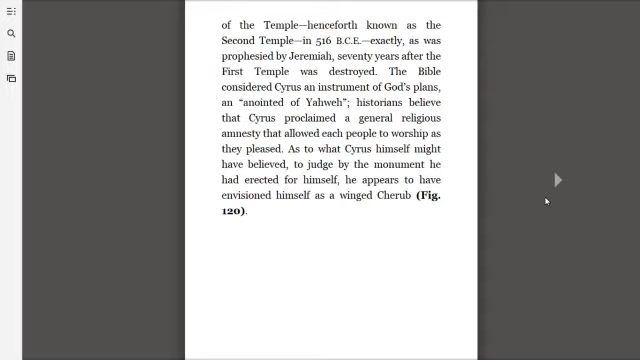 of the Temple—henceforth known as the
Second Temple—in 516 B.C.E.—exactly, as was
prophesied by Jeremiah, seventy years after the
First Temple was destroyed. The Bible
considered Cyrus an instrument of God's plans,
an “anointed of Yahweh”; historians believe
that Cyrus proclaimed a general religious
amnesty that allowed each people to worship as
they pleased. As to what Cyrus himself might
have believed, to judge by the monument he
had erected for himself, he appears to have
envisioned himself as a winged Cherub (Fig.
120).